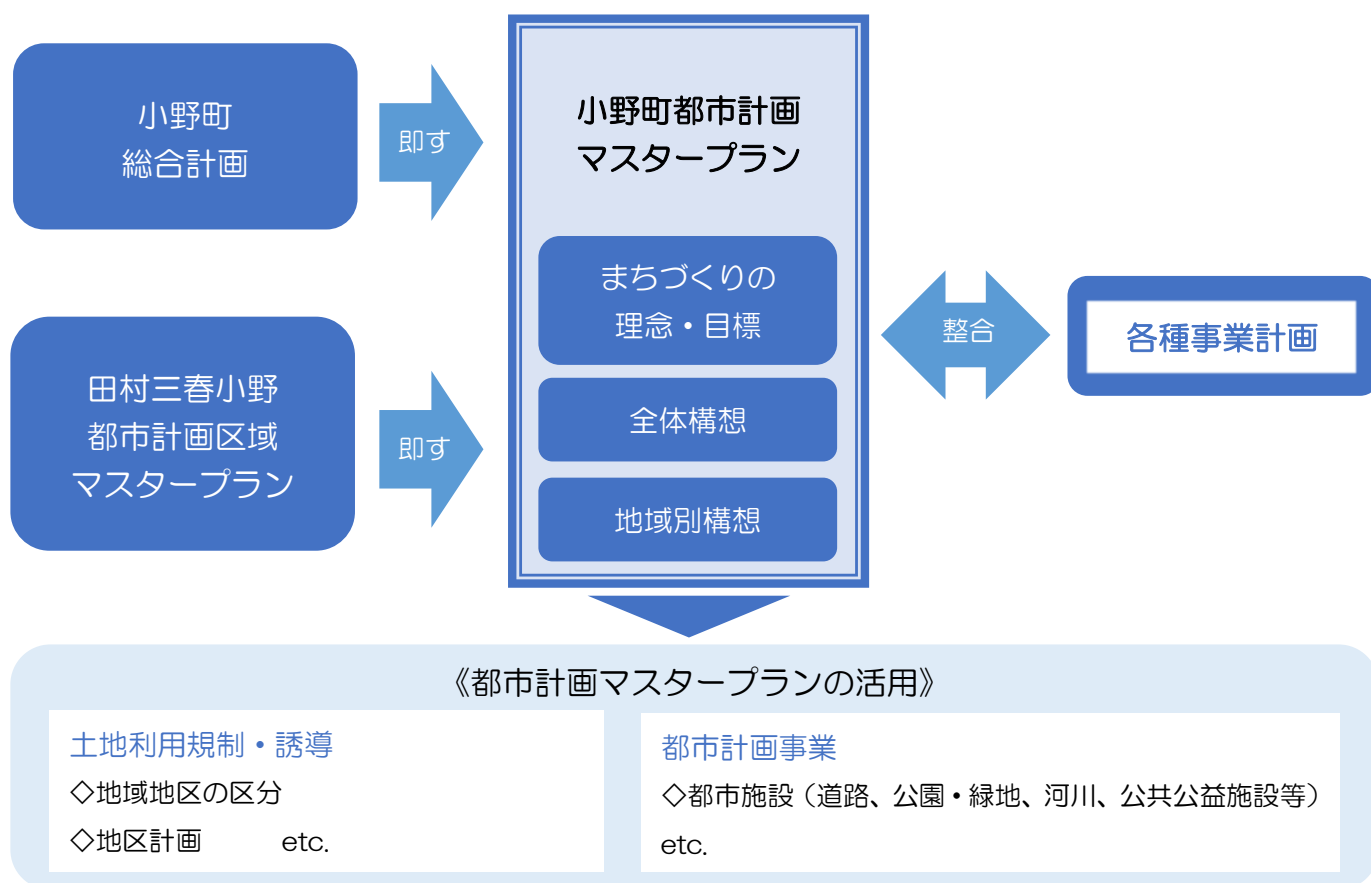 小野町
総合計画
即す
田村三春小野
都市計画区域
マスタープラン
即す
小野町都市計画
マスタープラン
まちづくりの
理念・目標
全体構想
地域別構想
整合
各種事業計画
《都市計画マスタープランの活用》
土地利用規制・誘導
◇地域地区の区分
◇地区計画 etc.
都市計画事業
◇都市施設（道路、公園・緑地、河川、公共公益施設等）
etc.